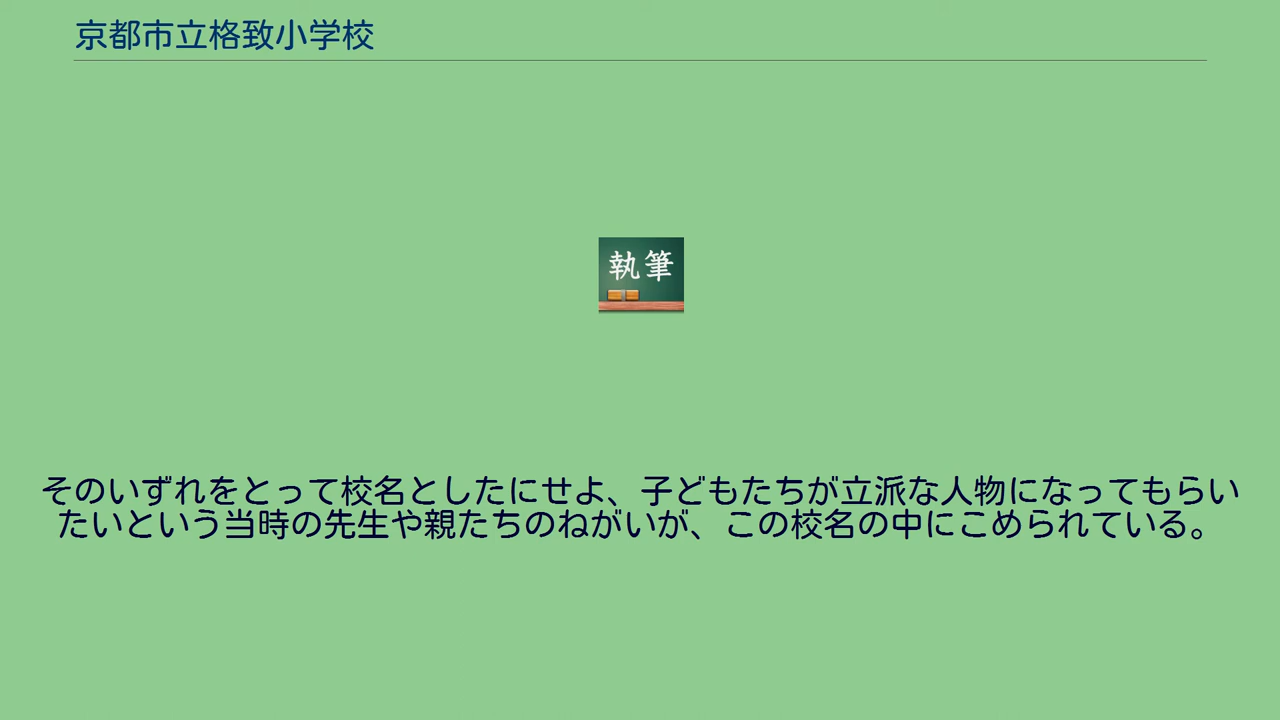 京都市立格致小学校
執筆
そのいずれをとって校名としたにせよ、子どもたちが立派な人物になってもらい
たいという当時の先生や親たちのねがいが、この校名の中にこめられている。